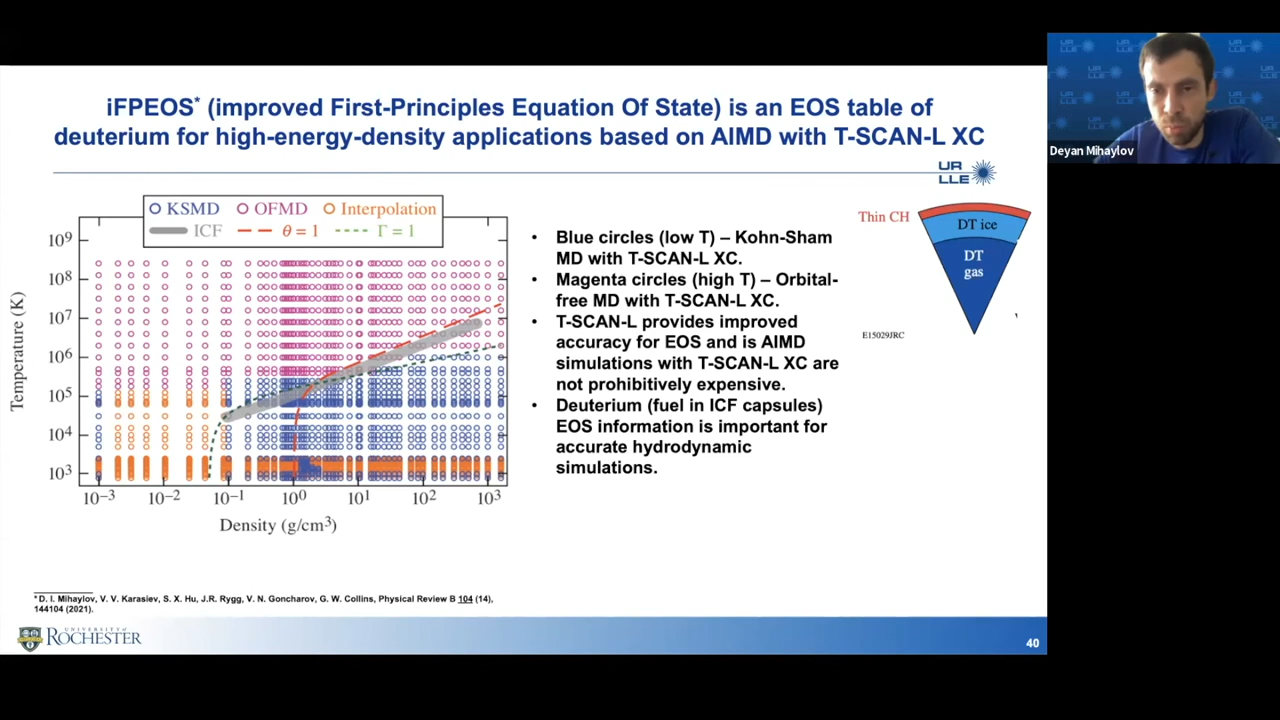 iFPEOS* (improved First-Principles Equation Of State) is an EOS table of
deuterium for high-energy-density applications based on AIMD with T-SCAN-L XC
UR
LLE
Deyan Mihaylov
KSMD OFMD Interpolation
ICF θ = 1 Γ = 1
Temperature (K)
10⁹
10⁸
10⁷
10⁶
10⁵
10⁴
10³
10⁻³ 10⁻² 10⁻¹ 10⁰ 10¹ 10² 10³
Density (g/cm³)
• Blue circles (low T) – Kohn-Sham
MD with T-SCAN-L XC.
• Magenta circles (high T) – Orbital-
free MD with T-SCAN-L XC.
• T-SCAN-L provides improved
accuracy for EOS and is AIMD
simulations with T-SCAN-L XC are
not prohibitively expensive.
• Deuterium (fuel in ICF capsules)
EOS information is important for
accurate hydrodynamic
simulations.
Thin CH
DT ice
DT
gas
E15029JRC
*D. I. Mihaylov, V. V. Karasiev, S. X. Hu, J.R. Rygg, V. N. Goncharov, G. W. Collins, Physical Review B 104 (14),
144104 (2021).
UNIVERSITY of
ROCHESTER
40